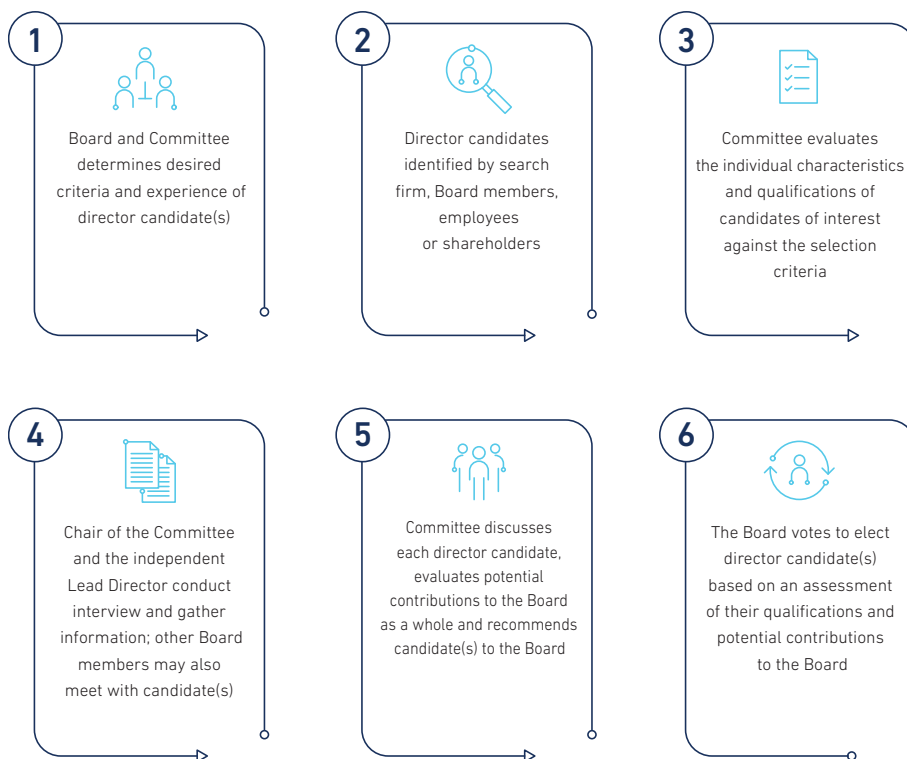 1
Board and Committee
determines desired
criteria and experience of
director candidate(s)
2
Director candidates
identified by search
firm, Board members,
employees
or shareholders
3
Committee evaluates
the individual characteristics
and qualifications of
candidates of interest
against the selection
criteria
4
Chair of the Committee
and the independent
Lead Director conduct
interview and gather
information; other Board
members may also
meet with candidate(s)
5
Committee discusses
each director candidate,
evaluates potential
contributions to the Board
as a whole and recommends
candidate(s) to the Board
6
The Board votes to elect
director candidate(s)
based on an assessment
of their qualifications and
potential contributions
to the Board